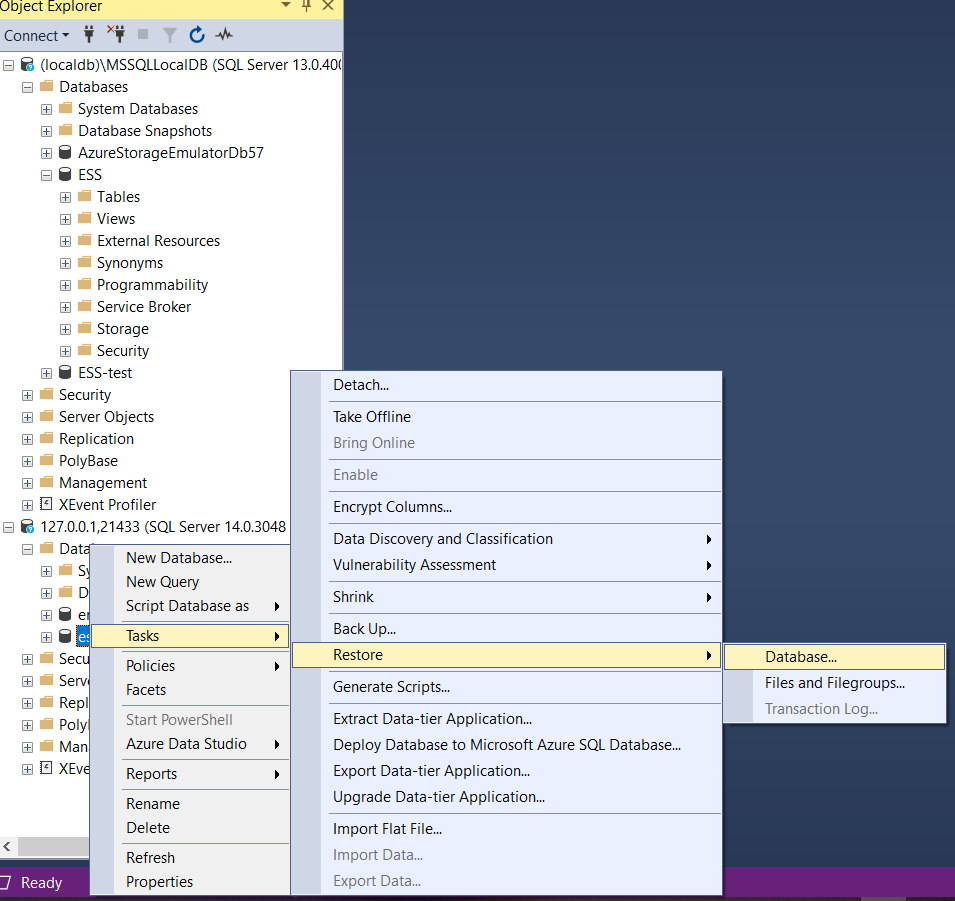 Object Explorer
Connect
(localdb)\MSSQLLocalDB (SQL Server 13.0.400
Databases
System Databases
Database Snapshots
AzureStorageEmulatorDb57
ESS
Tables
Views
External Resources
Synonyms
Programmability
Service Broker
Storage
Security
ESS-test
Security
Server Objects
Replication
PolyBase
Management
XEvent Profiler
127.0.0.1,21433 (SQL Server 14.0.3048
Data
Sy
D
er
es
Secu
Serve
Repl
Poly
Man
XEve
Ready
New Database...
New Query
Script Database as
Tasks
Policies
Facets
Start PowerShell
Azure Data Studio
Reports
Rename
Delete
Refresh
Properties
Detach...
Take Offline
Bring Online
Enable
Encrypt Columns...
Data Discovery and Classification
Vulnerability Assessment
Shrink
Back Up...
Restore
Generate Scripts...
Extract Data-tier Application...
Deploy Database to Microsoft Azure SQL Database...
Export Data-tier Application...
Upgrade Data-tier Application...
Import Flat File...
Import Data...
Export Data...
Database...
Files and Filegroups...
Transaction Log...